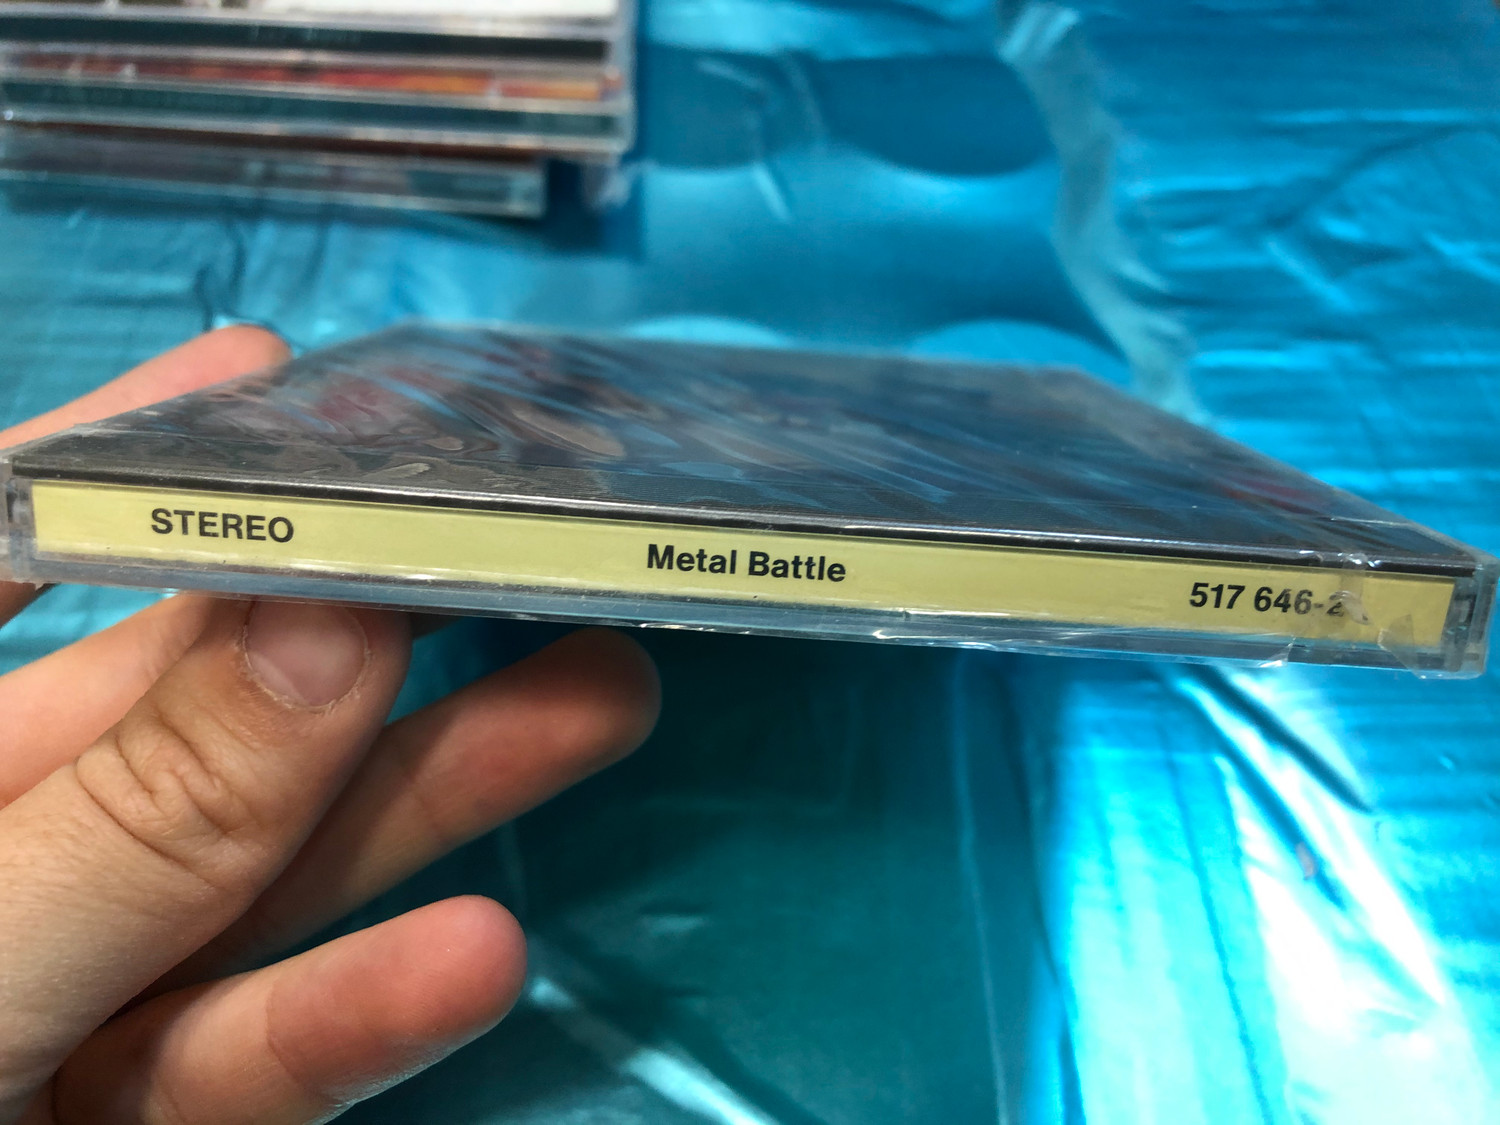 STEREO
Metal Battle
517 646-2